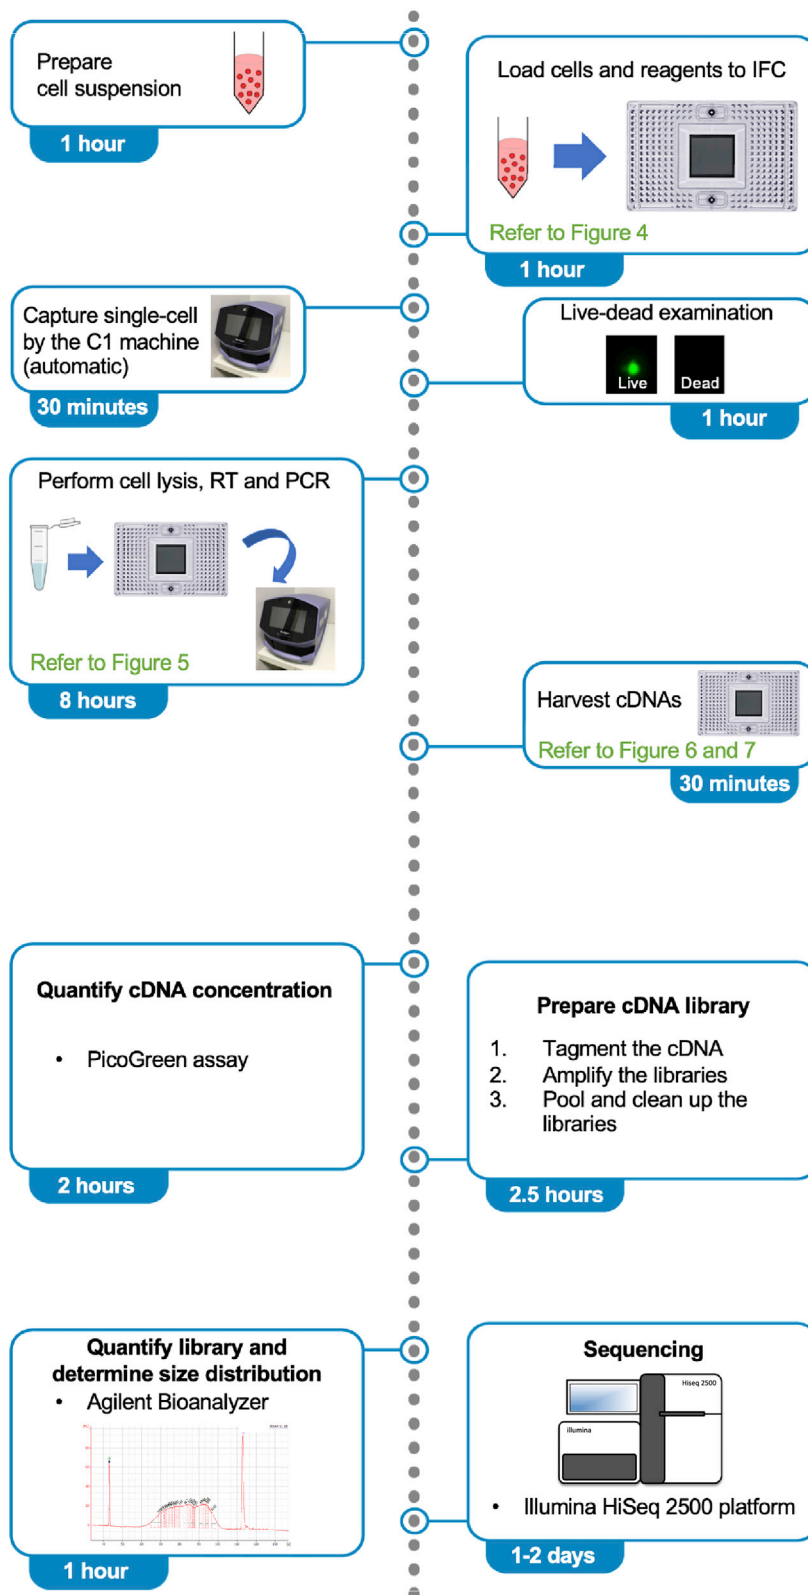 Prepare
cell suspension
1 hour
Load cells and reagents to IFC
Refer to Figure 4
1 hour
Capture single-cell
by the C1 machine
(automatic)
30 minutes
Live-dead examination
Live
Dead
1 hour
Perform cell lysis, RT and PCR
Refer to Figure 5
8 hours
Harvest cDNAs
Refer to Figure 6 and 7
30 minutes
Quantify cDNA concentration
• PicoGreen assay
2 hours
Prepare cDNA library
1. Tagment the cDNA
2. Amplify the libraries
3. Pool and clean up the
libraries
2.5 hours
Quantify library and
determine size distribution
• Agilent Bioanalyzer
1 hour
Sequencing
Hiseq 2500
illumina
• Illumina HiSeq 2500 platform
1-2 days